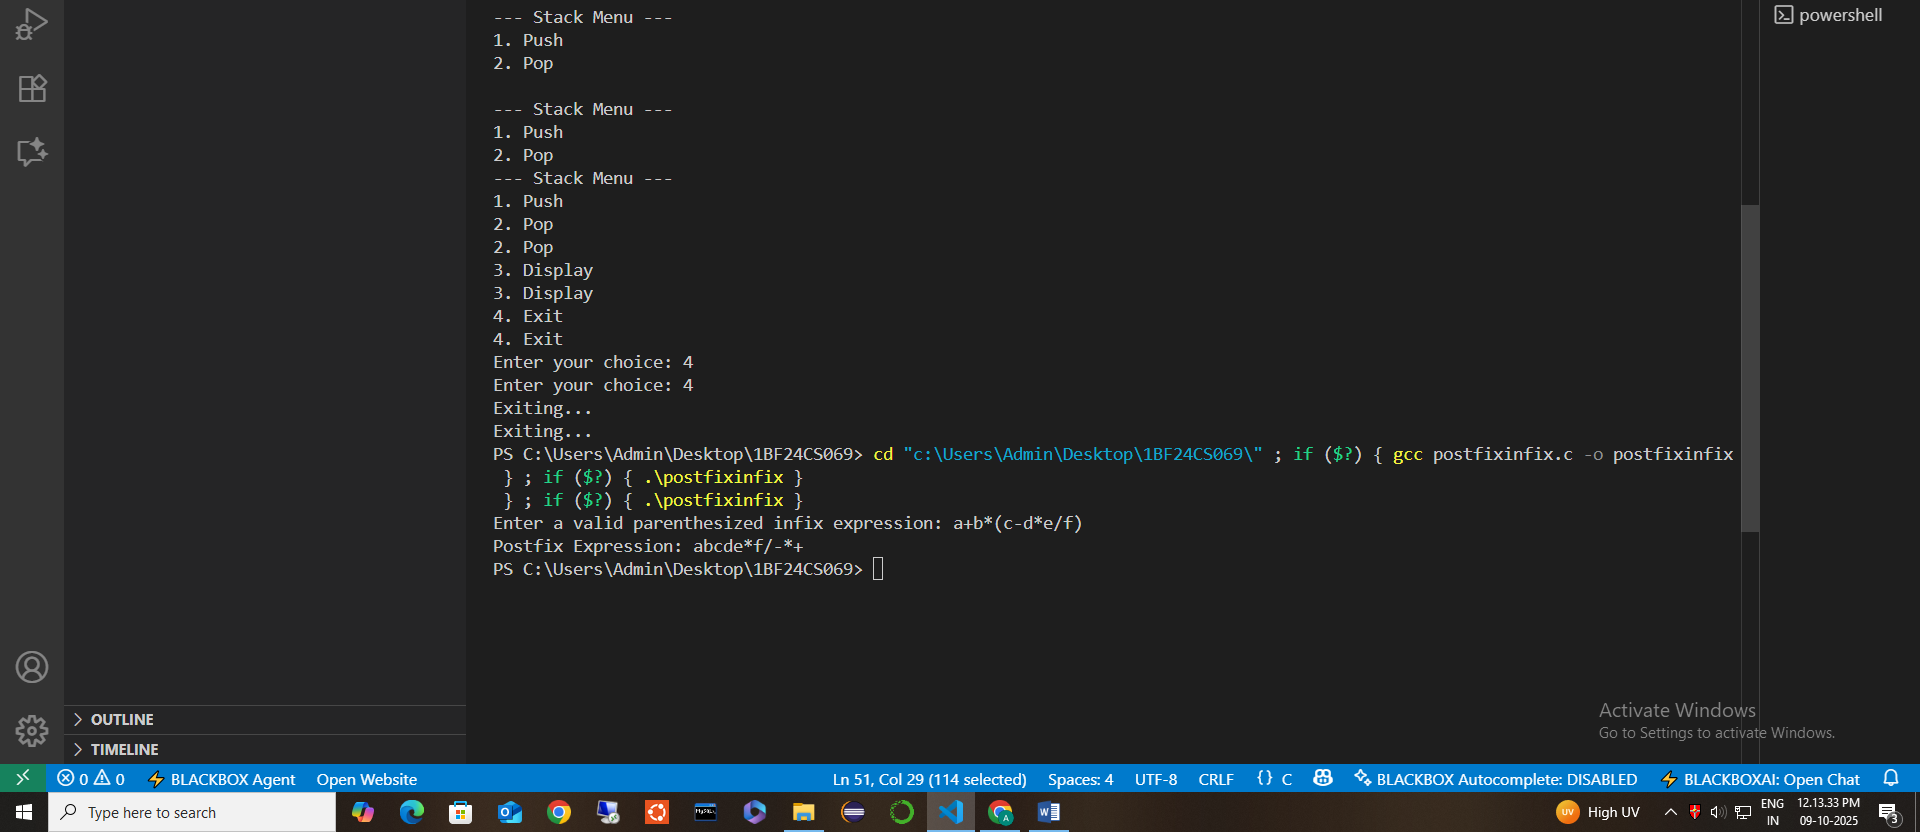 --- Stack Menu ---
1. Push
2. Pop
--- Stack Menu ---
1. Push
2. Pop
--- Stack Menu ---
1. Push
2. Pop
2. Pop
3. Display
3. Display
4. Exit
4. Exit
Enter your choice: 4
Enter your choice: 4
Exiting...
Exiting...
PS C:\Users\Admin\Desktop\1BF24CS069> cd "c:\Users\Admin\Desktop\1BF24CS069\" ; if ($?) { gcc postfixinfix.c -o postfixinfix
} ; if ($?) { .\postfixinfix }
} ; if ($?) { .\postfixinfix }
Enter a valid parenthesized infix expression: a+b*(c-d*e/f)
Postfix Expression: abcde*f/-*+
PS C:\Users\Admin\Desktop\1BF24CS069>
powershell
OUTLINE
TIMELINE
Activate Windows
Go to Settings to activate Windows.
0 0 BLACKBOX Agent Open Website Ln 51, Col 29 (114 selected) Spaces: 4 UTF-8 CRLF {} C BLACKBOX Autocomplete: DISABLED BLACKBOXAI: Open Chat
Type here to search
UV High UV
ENG
IN
12.13.33 PM
09-10-2025
3